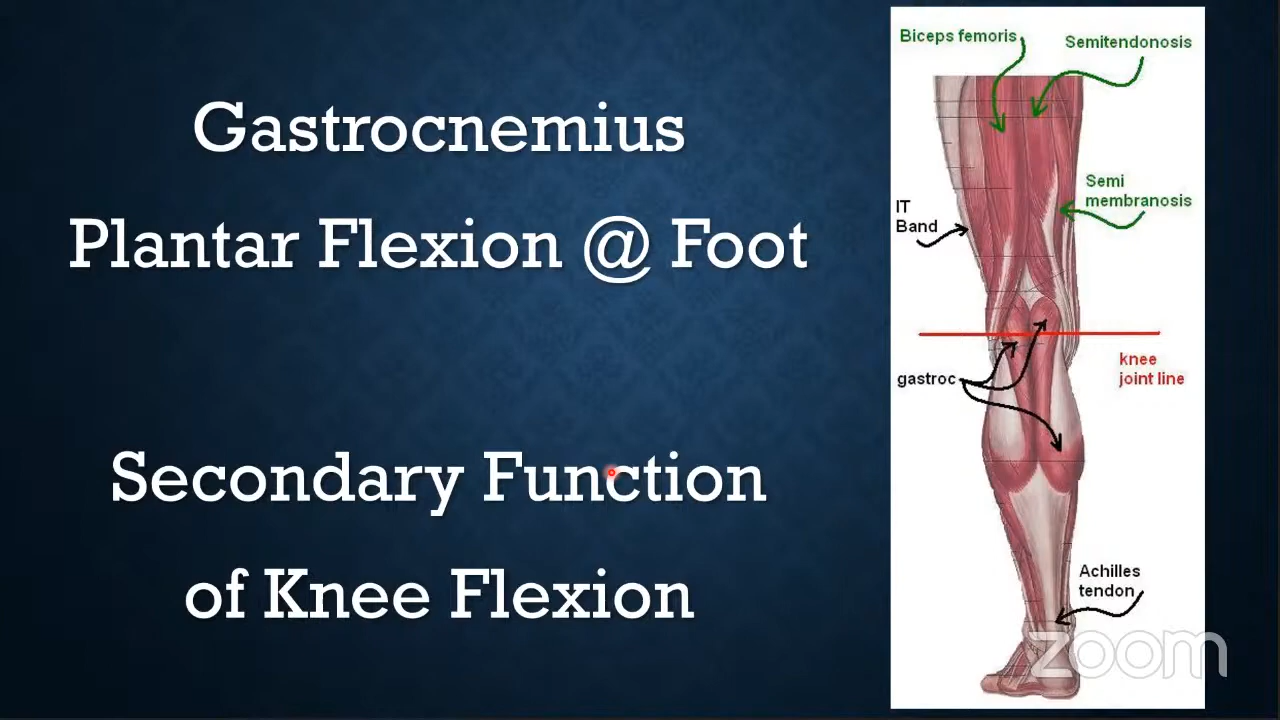 Gastrocnemius
Plantar Flexion @ Foot
Secondary Function
of Knee Flexion
Biceps femoris
Semitendonosis
Semi
membranosis
IT
Band
knee
joint line
gastroc
Achilles
tendon
zoom